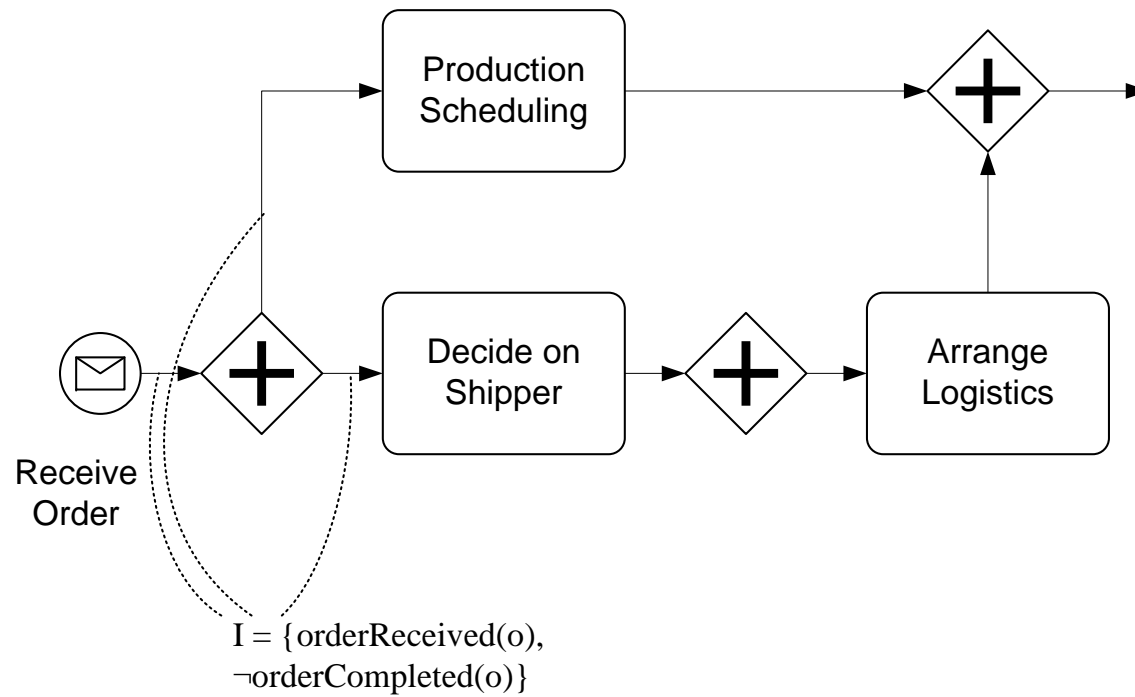 Production
Scheduling
Decide on
Shipper
Arrange
Logistics
Receive
Order
I = {orderReceived(o),
¬orderCompleted(o)}